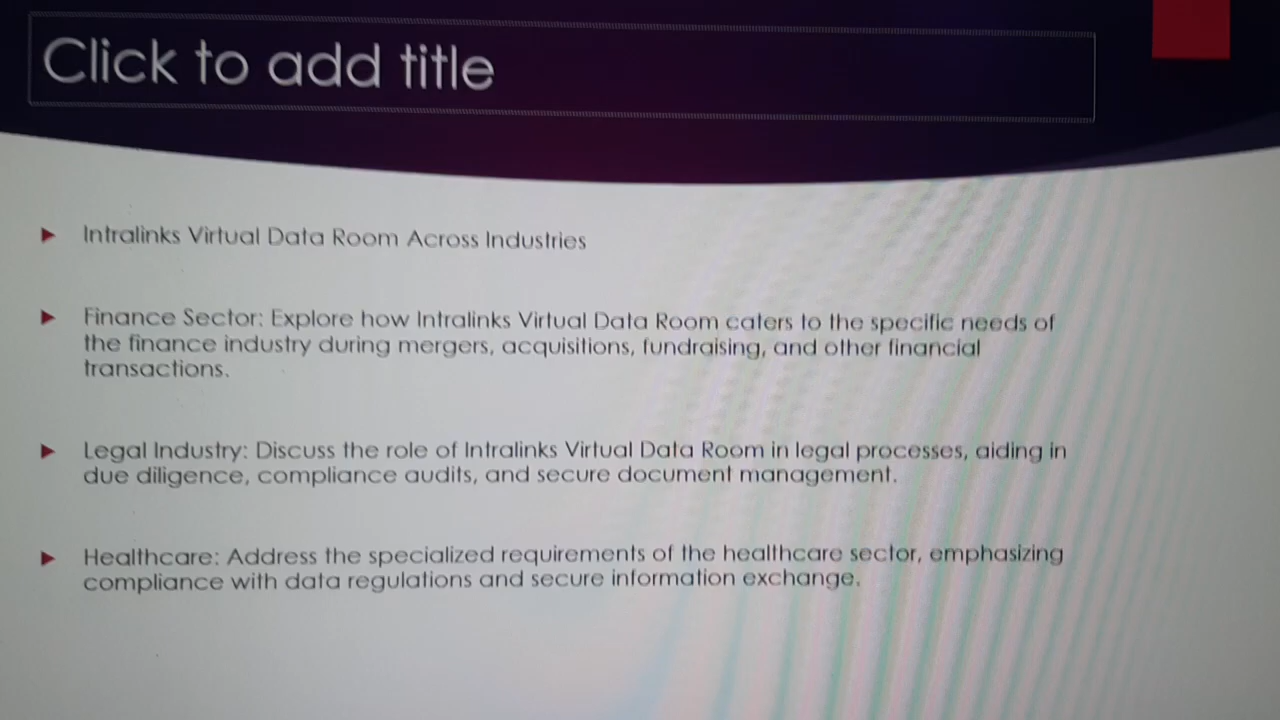 Click to add title
Intralinks Virtual Data Room Across Industries
Finance Sector: Explore how Intralinks Virtual Data Room caters to the specific needs of
the finance industry during mergers, acquisitions, fundraising, and other financial
transactions.
Legal Industry: Discuss the role of Intralinks Virtual Data Room in legal processes, aiding in
due diligence, compliance audits, and secure document management.
Healthcare: Address the specialized requirements of the healthcare sector, emphasizing
compliance with data regulations and secure information exchange.